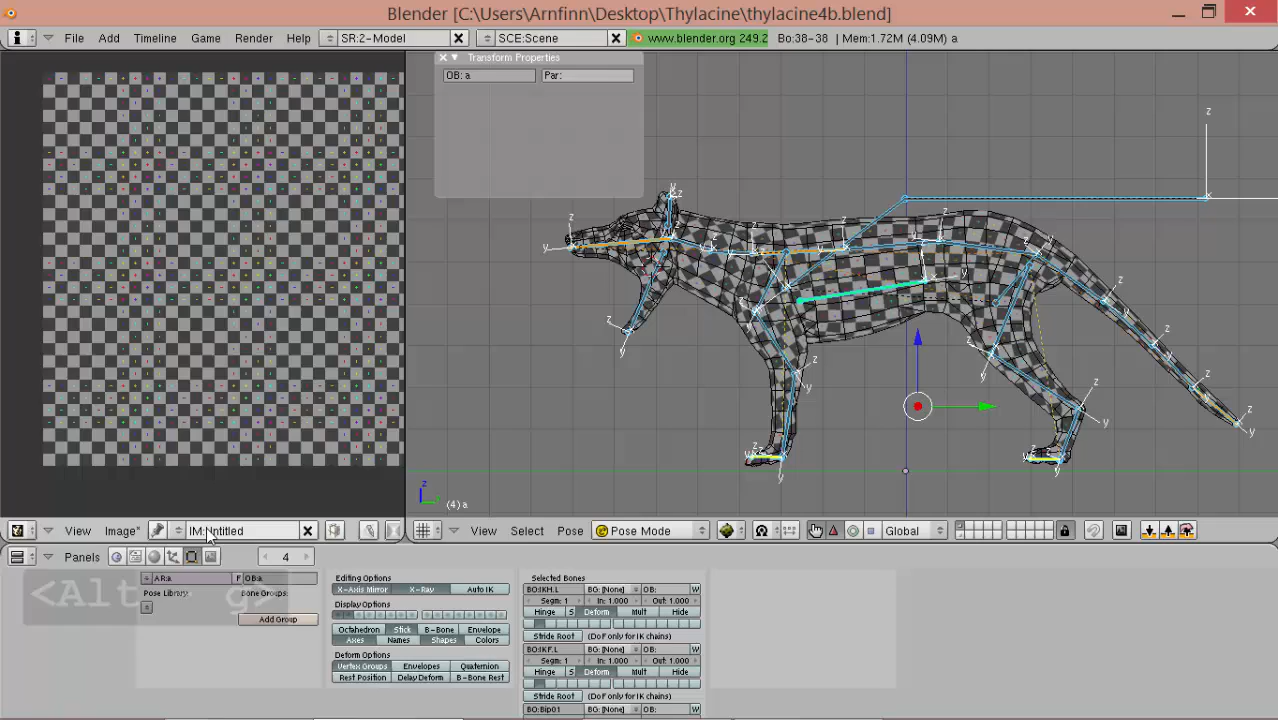 Blender [C:\Users\Arnfinn\Desktop\Thylacine\thylacine4b.blend]
File Add Timeline Game Render Help SR:2-Model SCE:Scene www.blender.org 249.2 Bo:38-38 | Mem:1.72M (4.09M) a
Transform Properties
OB: a Par:
(4) a
View Image* IM:Untitled
View Select Pose Pose Mode Global
Panels 4
AR:a F OB:a
Pose Library: Bone Groups:
Add Group
<Alt g>
Editing Options
X-Axis Mirror X-Ray Auto IK
Display Options
Octahedron Stick B-Bone Envelope
Axes Names Shapes Colors
Deform Options
Vertex Groups Envelopes Quaternion
Rest Position Delay Deform B-Bone Rest
Selected Bones
BO:IKH.L BG: [None] OB: W
Segm: 1 In: 1.000 Out: 1.000
Hinge S Deform Mult Hide
Stride Root (DoF only for IK chains)
BO:IKF.L BG: [None] OB: W
Segm: 1 In: 1.000 Out: 1.000
Hinge S Deform Mult Hide
Stride Root (DoF only for IK chains)
BO:Bip01 BG: [None] OB: W